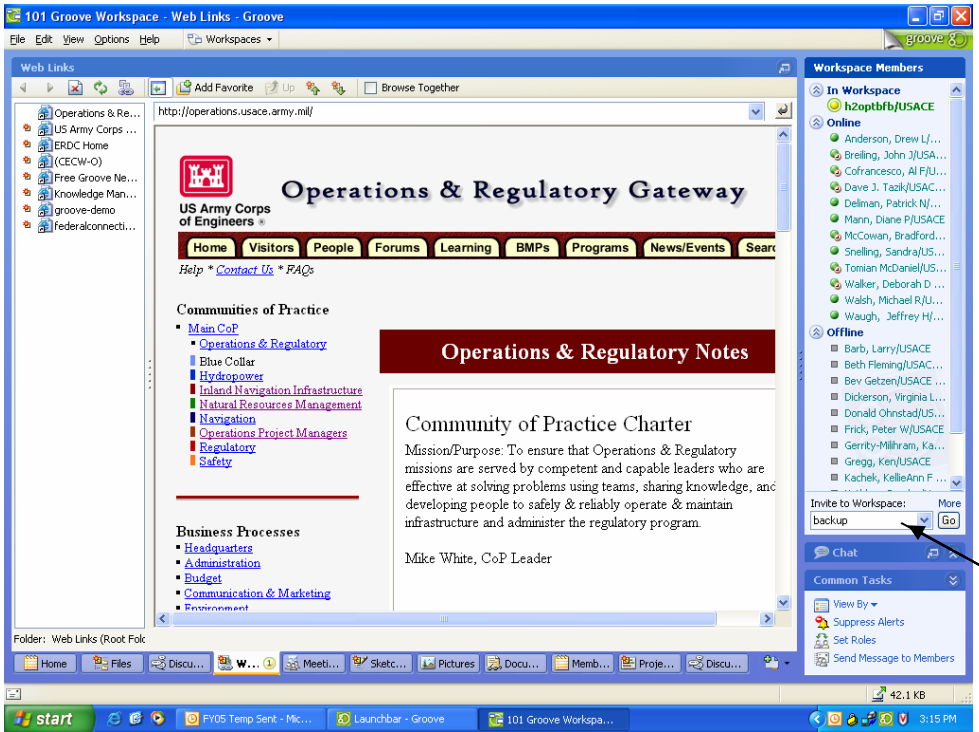 101 Groove Workspace - Web Links - Groove
File Edit View Options Help Workspaces
groove
Web Links
Add Favorite Up Browse Together
Operations & Re...
US Army Corps ...
ERDC Home
(CECW-O)
Free Groove Ne...
Knowledge Man...
groove-demo
federalconnecti...
http://operations.usace.army.mil/
US Army Corps
of Engineers ®
Operations & Regulatory Gateway
Home Visitors People Forums Learning BMPs Programs News/Events Searc
Help * Contact Us * FAQs
Communities of Practice
Main CoP
Operations & Regulatory
Blue Collar
Hydropower
Inland Navigation Infrastructure
Natural Resources Management
Navigation
Operations Project Managers
Regulatory
Safety
Business Processes
Headquarters
Administration
Budget
Communication & Marketing
Environment
Operations & Regulatory Notes
Community of Practice Charter
Mission/Purpose: To ensure that Operations & Regulatory
missions are served by competent and capable leaders who are
effective at solving problems using teams, sharing knowledge, and
developing people to safely & reliably operate & maintain
infrastructure and administer the regulatory program.
Mike White, CoP Leader
Workspace Members
In Workspace
h2optbfb/USACE
Online
Anderson, Drew L/...
Breiling, John J/USA...
Cofrancesco, Al F/U...
Dave J. Tazik/USAC...
Deliman, Patrick N/...
Mann, Diane P/USACE
McCowan, Bradford...
Snelling, Sandra/US...
Tomian McDaniel/US...
Walker, Deborah D ...
Walsh, Michael R/U...
Waugh, Jeffrey H/...
Offline
Barb, Larry/USACE
Beth Fleming/USAC...
Bev Getzen/USACE ...
Dickerson, Virginia L...
Donald Ohnstad/US...
Frick, Peter W/USACE
Gerrity-Milhram, Ka...
Gregg, Ken/USACE
Kachek, KellieAnn F ...
Invite to Workspace: More
backup Go
Chat
Common Tasks
View By
Suppress Alerts
Set Roles
Send Message to Members
Folder: Web Links (Root Folc
Home Files Discu... W... 1 Meeti... Sketc... Pictures Docu... Memb... Proje... Discu...
42.1 KB
start FY05 Temp Sent - Mic... Launchbar - Groove 101 Groove Workspa... 3:15 PM